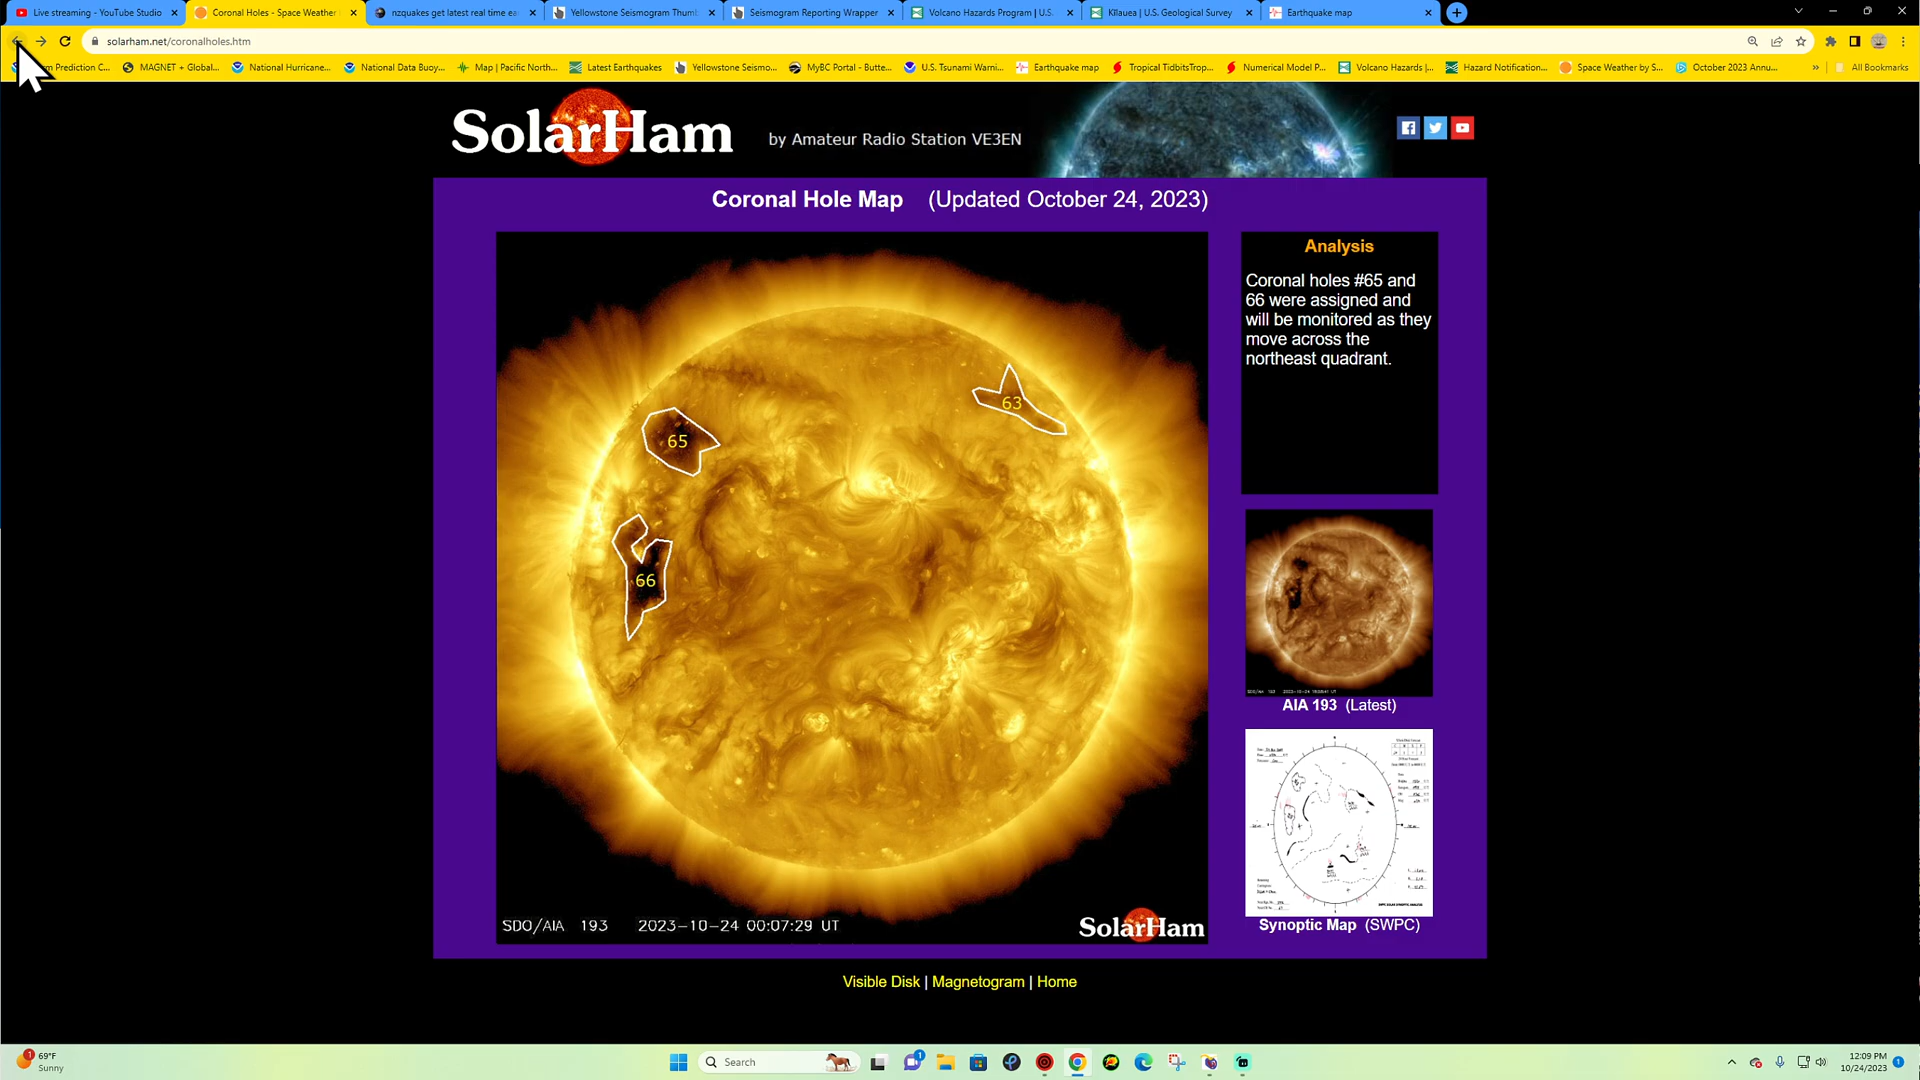 Live streaming - YouTube Studio
Coronal Holes - Space Weather
nzquakes get latest real time ea
Yellowstone Seismogram Thumb
Seismogram Reporting Wrapper
Volcano Hazards Program | U.S.
Kīlauea | U.S. Geological Survey
Earthquake map
solarham.net/coronalholes.htm
Prediction C...
MAGNET + Global...
National Hurricane...
National Data Buoy...
Map | Pacific North...
Latest Earthquakes
Yellowstone Seismo...
MyBC Portal - Butte...
U.S. Tsunami Warni...
Earthquake map
Tropical TidbitsTrop...
Numerical Model P...
Volcano Hazards |...
Hazard Notification...
Space Weather by S...
October 2023 Annu...
All Bookmarks
SolarHam
by Amateur Radio Station VE3EN
Coronal Hole Map (Updated October 24, 2023)
63
65
66
SDO/AIA 193 2023-10-24 00:07:29 UT
SolarHam
Analysis
Coronal holes #65 and
66 were assigned and
will be monitored as they
move across the
northeast quadrant.
AIA 193 (Latest)
Synoptic Map (SWPC)
Visible Disk | Magnetogram | Home
1
69°F
Sunny
Search
1
12:09 PM
10/24/2023
1